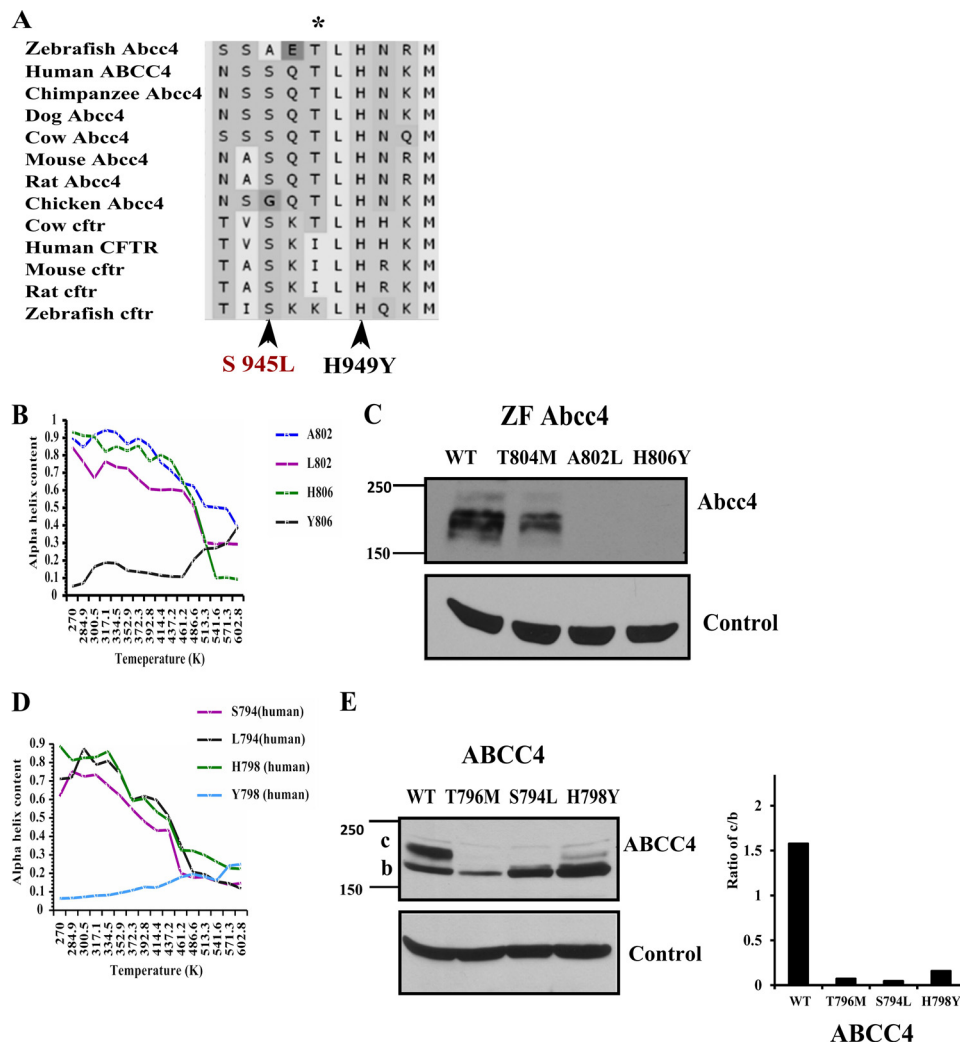 A
*
Zebrafish Abcc4 S S A E T L H N R M
Human ABCC4 N S S Q T L H N K M
Chimpanzee Abcc4 N S S Q T L H N K M
Dog Abcc4 N S S Q T L H N K M
Cow Abcc4 S S S Q T L H N Q M
Mouse Abcc4 N A S Q T L H N R M
Rat Abcc4 N A S Q T L H N R M
Chicken Abcc4 N S G Q T L H N K M
Cow cftr T V S K T L H H K M
Human CFTR T V S K I L H H K M
Mouse cftr T A S K I L H R K M
Rat cftr T A S K I L H R K M
Zebrafish cftr T I S K K L H Q K M
S 945L H949Y
B
Alpha helix content
1
0.9
0.8
0.7
0.6
0.5
0.4
0.3
0.2
0.1
0
270 284.9 300.5 317.1 334.5 352.9 372.3 392.8 414.4 437.2 461.2 486.6 513.3 541.6 571.3 602.8
Temeperature (K)
A802
L802
H806
Y806
C
ZF Abcc4
WT T804M A802L H806Y
250
150
Abcc4
Control
D
Alpha helix content
0.9
0.8
0.7
0.6
0.5
0.4
0.3
0.2
0.1
0
270 284.9 300.5 317.1 334.5 352.9 372.3 392.8 414.4 437.2 461.2 486.6 513.3 541.6 571.3 602.8
Temperature (K)
S794(human)
L794(human)
H798 (human)
Y798 (human)
E
ABCC4
WT T796M S794L H798Y
250
c
b
150
ABCC4
Control
Ratio of c/b
2
1.5
1
0.5
0
WT T796M S794L H798Y
ABCC4